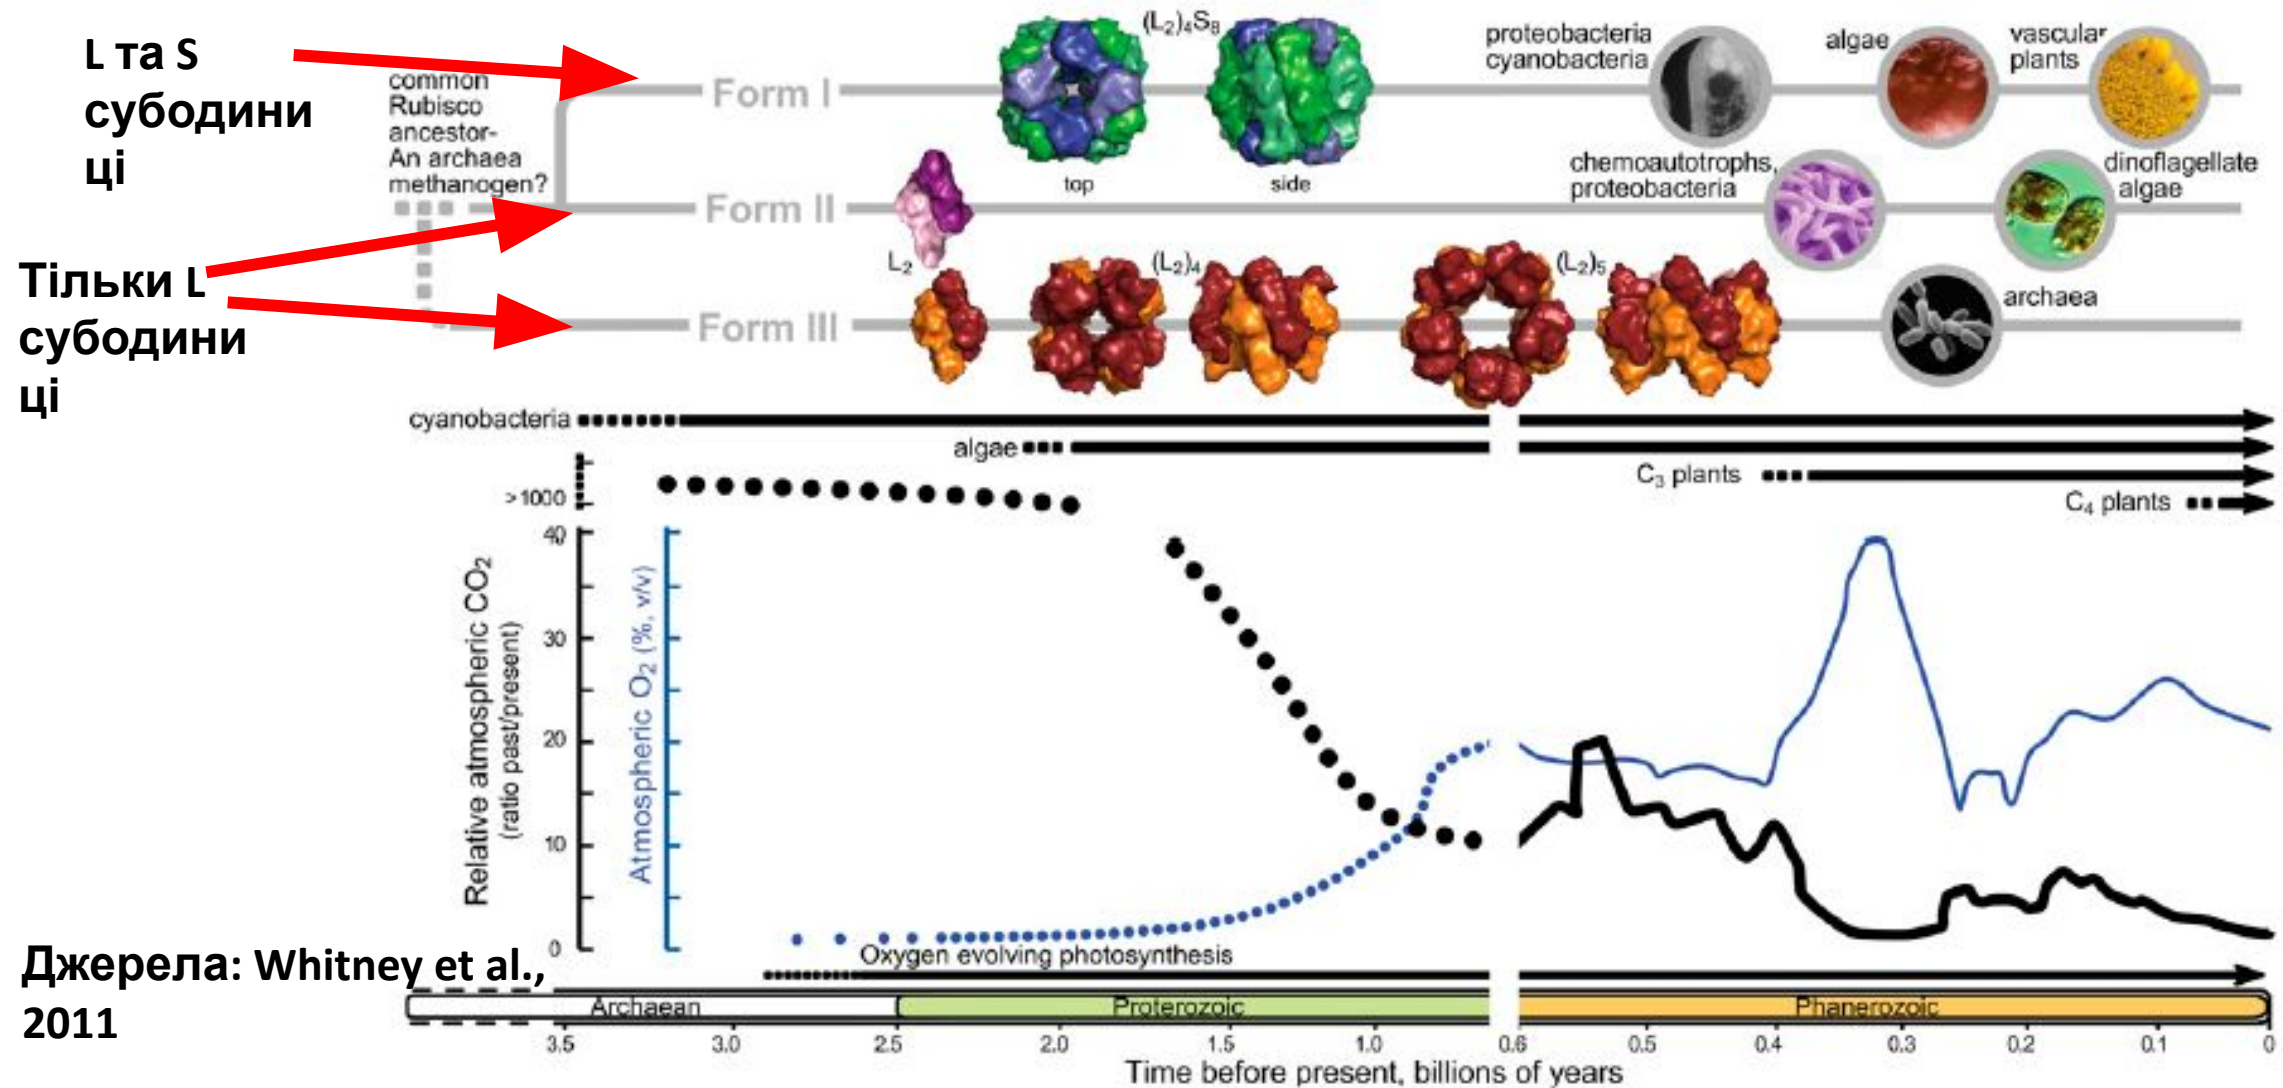 L та S
субодини
ці
common
Rubisco
ancestor-
An archaea
methanogen?
Form I
(L₂)₄S₈
top
side
proteobacteria
cyanobacteria
algae
vascular
plants
Form II
L₂
chemoautotrophs,
proteobacteria
dinoflagellate
algae
Тільки L
субодини
ці
Form III
(L₂)₄
(L₂)₅
archaea
cyanobacteria
algae
C₃ plants
C₄ plants
>1000
40
30
20
10
0
Relative atmospheric CO₂
(ratio past/present)
Atmospheric O₂ (%, v/v)
Oxygen evolving photosynthesis
Джерела: Whitney et al.,
2011
Archaean
Proterozoic
Phanerozoic
3.5 3.0 2.5 2.0 1.5 1.0 0.6 0.5 0.4 0.3 0.2 0.1 0
Time before present, billions of years